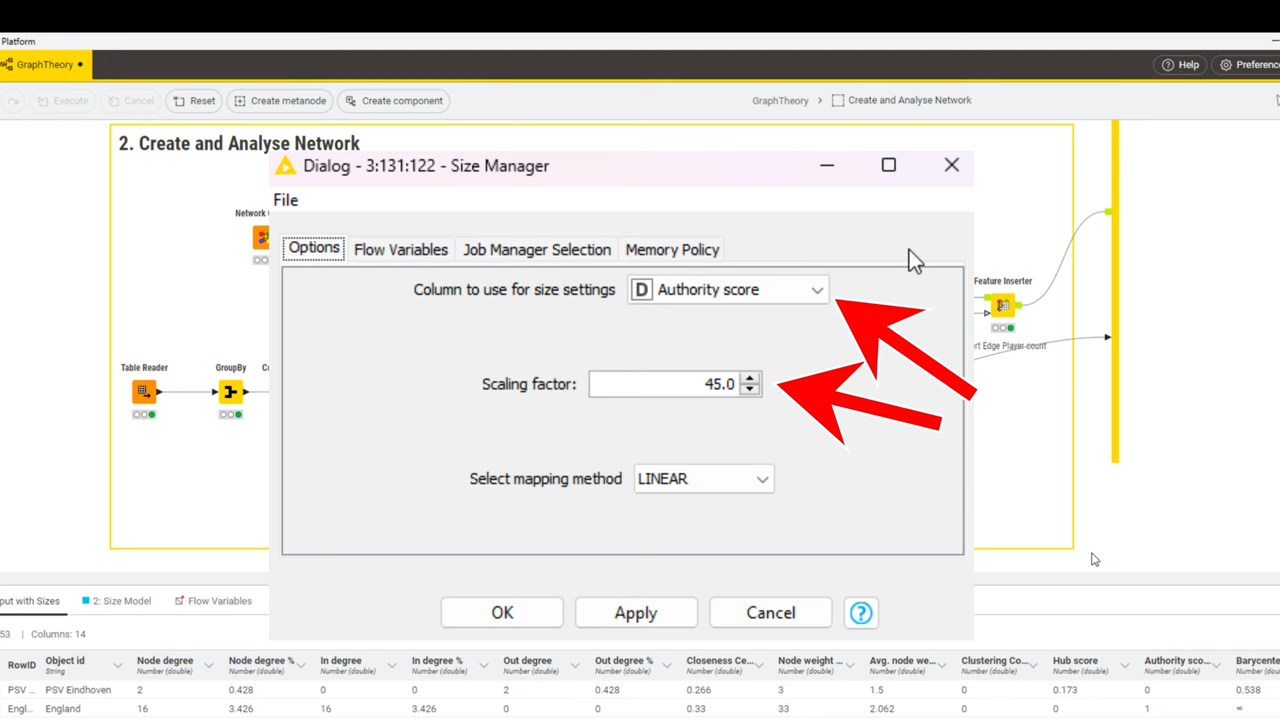 Platform
GraphTheory
Help
Preference
Execute
Cancel
Reset
Create metanode
Create component
GraphTheory > Create and Analyse Network
2. Create and Analyse Network
Dialog - 3:131:122 - Size Manager
File
Network
Options
Flow Variables
Job Manager Selection
Memory Policy
Column to use for size settings
D Authority score
Feature Inserter
rt Edge Player count
Scaling factor:
45.0
Table Reader
GroupBy
Select mapping method
LINEAR
OK
Apply
Cancel
?
put with Sizes
2: Size Model
Flow Variables
53 | Columns: 14
RowID Object id Node degree Node degree % In degree In degree % Out degree Out degree % Closeness Ce... Node weight ... Avg. node we... Clustering Co... Hub score Authority sco... Barycente
String Number (double) Number (double) Number (double) Number (double) Number (double) Number (double) Number (double) Number (double) Number (double) Number (double) Number (double) Number (double) Number (double)
PSV ... PSV Eindhoven 2 0.428 0 0 2 0.428 0.266 3 1.5 0 0.173 0 0.538
Engl... England 16 3.426 16 3.426 0 0 0.33 33 2.062 0 0 1 ∞